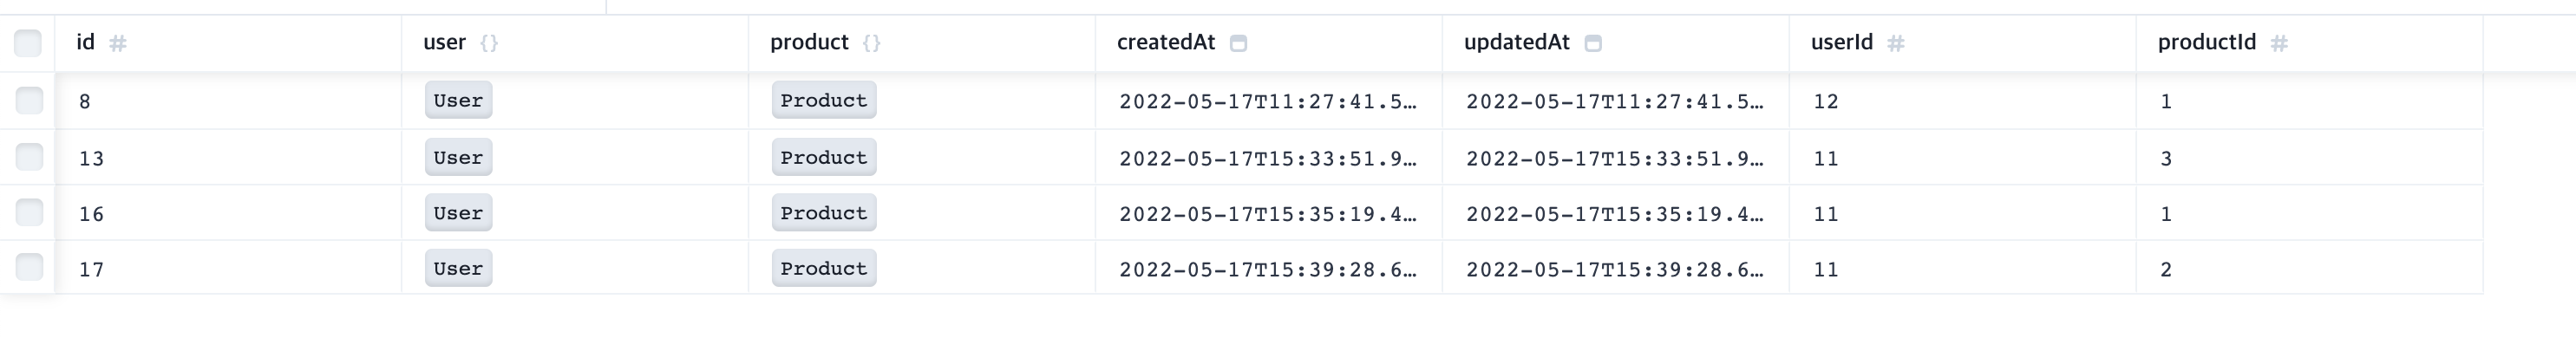 id # user {} product {} createdAt updatedAt userId # productId #
8 User Product 2022-05-17T11:27:41.5… 2022-05-17T11:27:41.5… 12 1
13 User Product 2022-05-17T15:33:51.9… 2022-05-17T15:33:51.9… 11 3
16 User Product 2022-05-17T15:35:19.4… 2022-05-17T15:35:19.4… 11 1
17 User Product 2022-05-17T15:39:28.6… 2022-05-17T15:39:28.6… 11 2